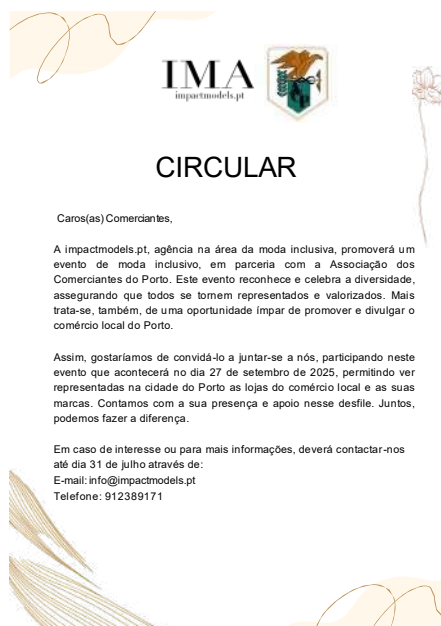 IMA
impactmodels.pt
CIRCULAR
Caros(as) Comerciantes,
A impactmodels.pt, agência na área da moda inclusiva, promoverá um
evento de moda inclusivo, em parceria com a Associação dos
Comerciantes do Porto. Este evento reconhece e celebra a diversidade,
assegurando que todos se tornem representados e valorizados. Mais
trata-se, também, de uma oportunidade ímpar de promover e divulgar o
comércio local do Porto.
Assim, gostaríamos de convidá-lo a juntar-se a nós, participando neste
evento que acontecerá no dia 27 de setembro de 2025, permitindo ver
representadas na cidade do Porto as lojas do comércio local e as suas
marcas. Contamos com a sua presença e apoio nesse desfile. Juntos,
podemos fazer a diferença.
Em caso de interesse ou para mais informações, deverá contactar-nos
até dia 31 de julho através de:
E-mail: info@impactmodels.pt
Telefone: 912389171